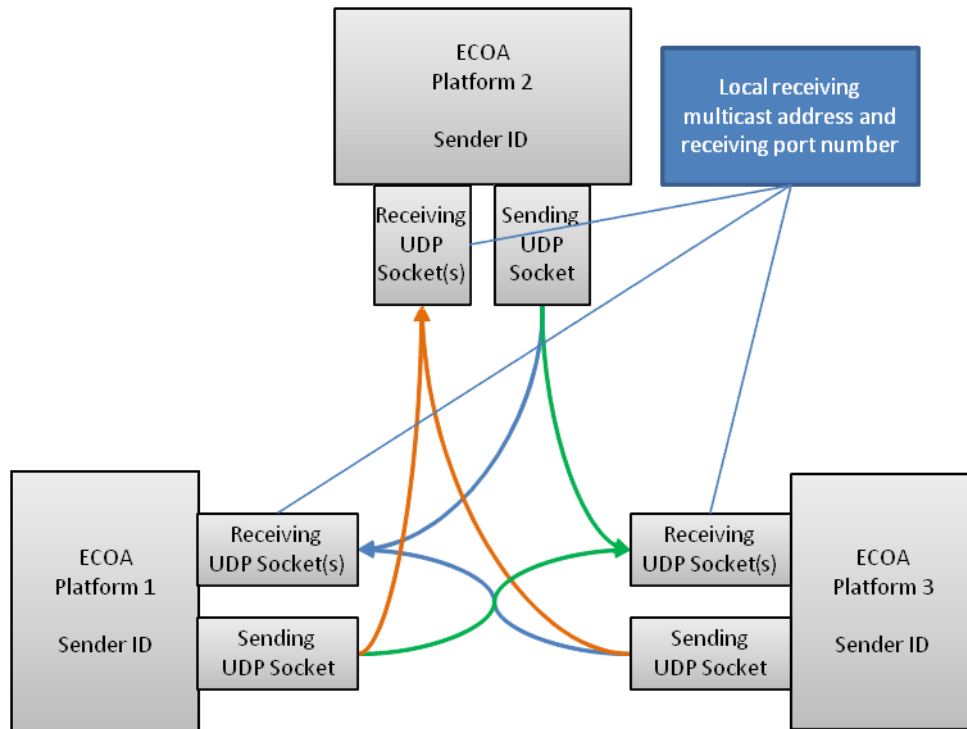 ECOA
Platform 2
Sender ID
Local receiving
multicast address and
receiving port number
Receiving
UDP
Socket(s)
Sending
UDP
Socket
ECOA
Platform 1
Sender ID
Receiving
UDP Socket(s)
Sending
UDP Socket
Receiving
UDP Socket(s)
Sending
UDP Socket
ECOA
Platform 3
Sender ID